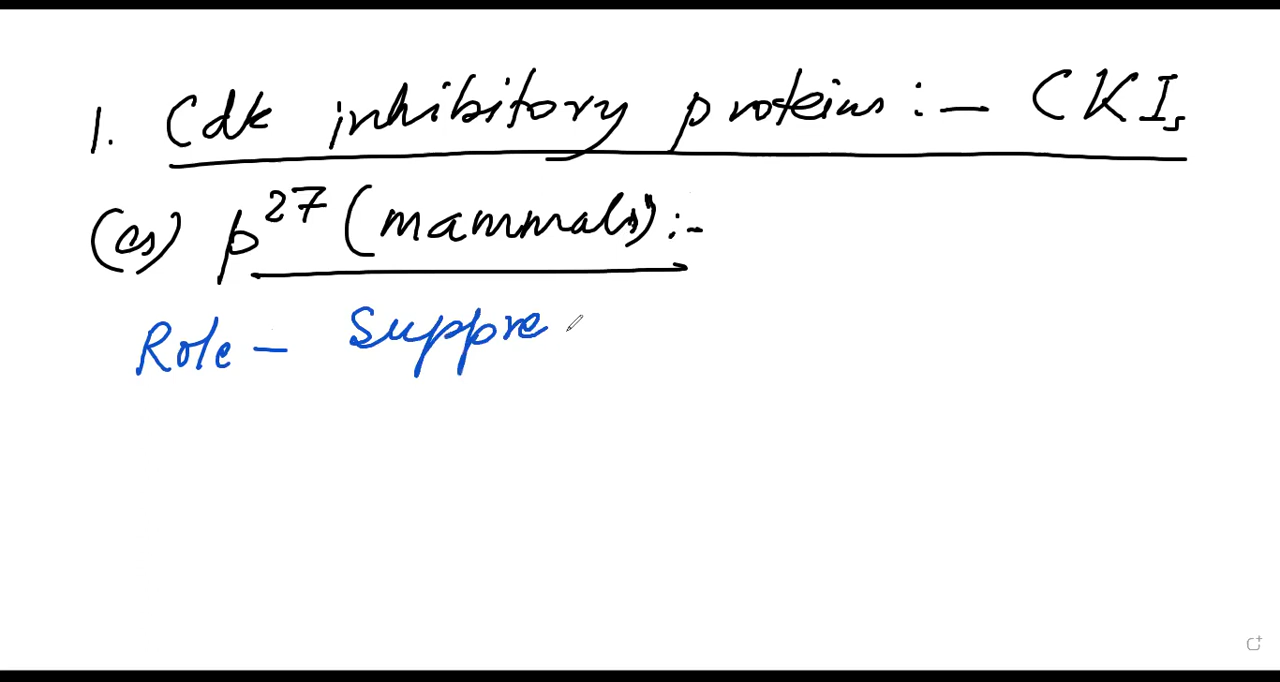 1. Cdk inhibitory proteins :- CKIs
(a) p27 (mammals) :-
Role - Suppre